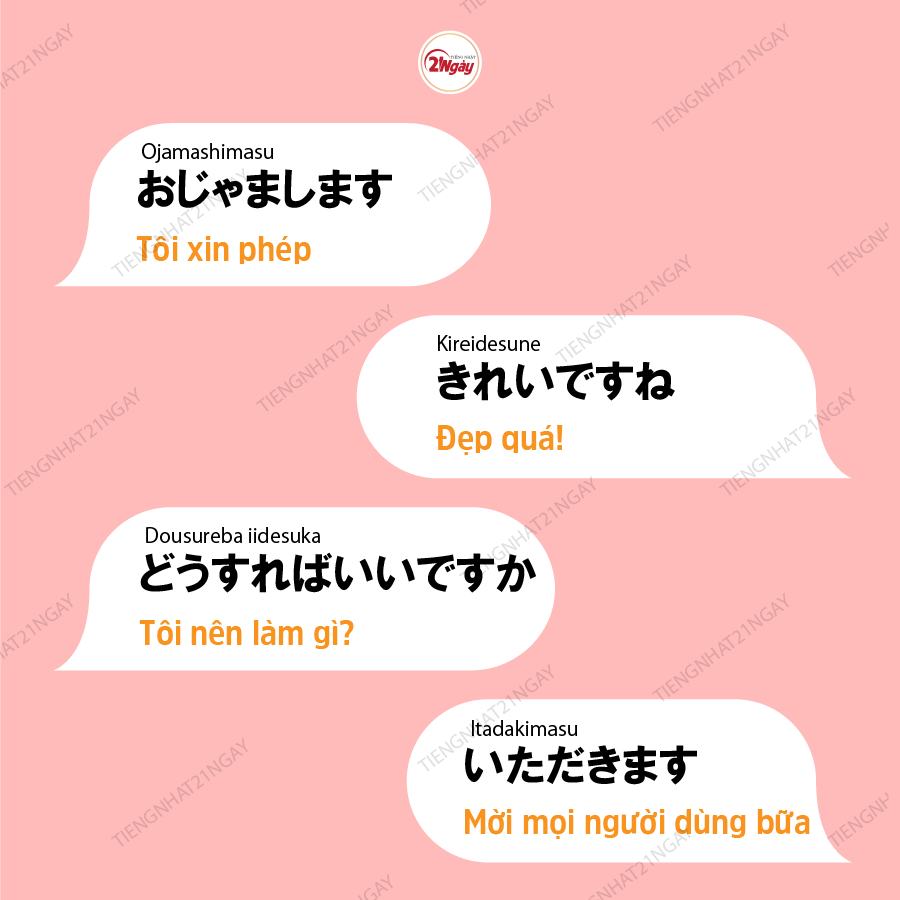 TIẾNG NHẬT
21Ngày
Ojamashimasu
おじゃまします
Tôi xin phép
Kireidesune
きれいですね
Đẹp quá!
Dousureba iidesuka
どうすればいいですか
Tôi nên làm gì?
Itadakimasu
いただきます
Mời mọi người dùng bữa
TIENGNHAT21NGAY